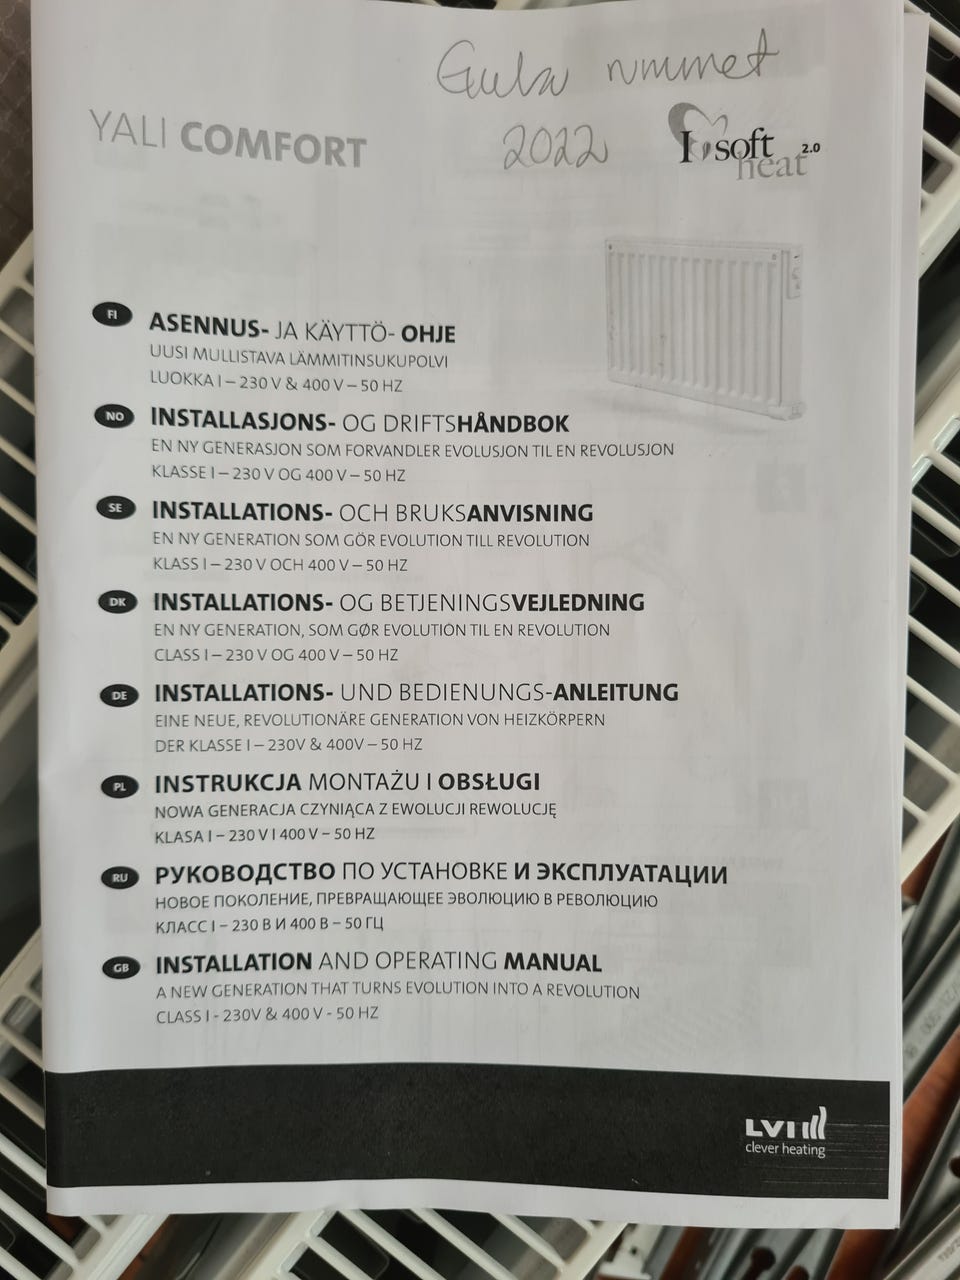 Gula rummet
2022
YALI COMFORT
I soft
heat 2.0
FI
ASENNUS- JA KÄYTTÖ- OHJE
UUSI MULLISTAVA LÄMMITINSUKUPOLVI
LUOKKA I – 230 V & 400 V – 50 HZ
NO
INSTALLASJONS- OG DRIFTSHÅNDBOK
EN NY GENERASJON SOM FORVANDLER EVOLUSJON TIL EN REVOLUSJON
KLASSE I – 230 V OG 400 V – 50 HZ
SE
INSTALLATIONS- OCH BRUKSANVISNING
EN NY GENERATION SOM GÖR EVOLUTION TILL REVOLUTION
KLASS I – 230 V OCH 400 V – 50 HZ
DK
INSTALLATIONS- OG BETJENINGSVEJLEDNING
EN NY GENERATION, SOM GØR EVOLUTION TIL EN REVOLUTION
CLASS I – 230 V OG 400 V – 50 HZ
DE
INSTALLATIONS- UND BEDIENUNGS-ANLEITUNG
EINE NEUE, REVOLUTIONÄRE GENERATION VON HEIZKÖRPERN
DER KLASSE I – 230V & 400V – 50 HZ
PL
INSTRUKCJA MONTAŻU I OBSŁUGI
NOWA GENERACJA CZYNIĄCA Z EWOLUCJI REWOLUCJĘ
KLASA I – 230 V I 400 V – 50 HZ
RU
РУКОВОДСТВО ПО УСТАНОВКЕ И ЭКСПЛУАТАЦИИ
НОВОЕ ПОКОЛЕНИЕ, ПРЕВРАЩАЮЩЕЕ ЭВОЛЮЦИЮ В РЕВОЛЮЦИЮ
КЛАСС I – 230 В И 400 В – 50 ГЦ
GB
INSTALLATION AND OPERATING MANUAL
A NEW GENERATION THAT TURNS EVOLUTION INTO A REVOLUTION
CLASS I - 230V & 400 V - 50 HZ
LVI
clever heating